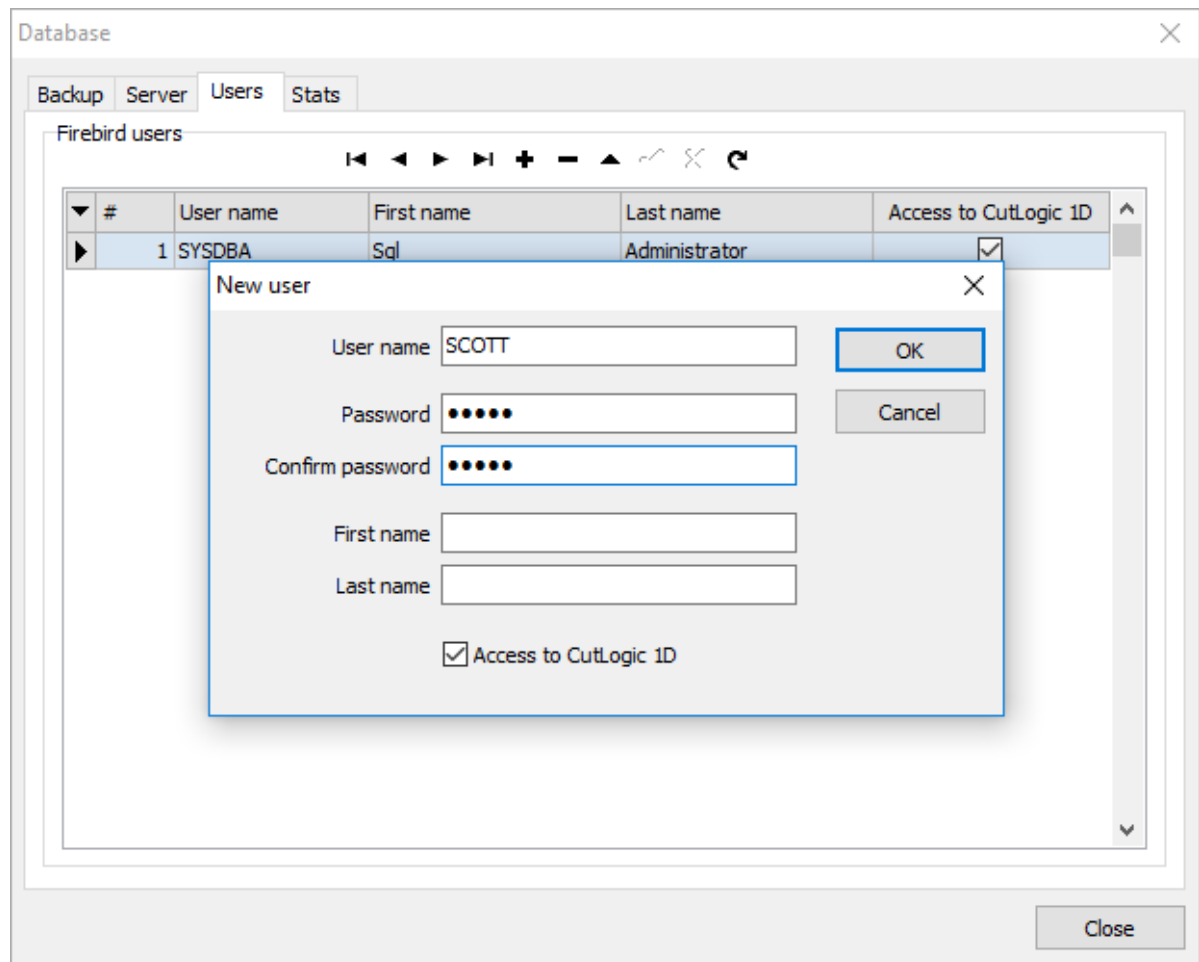 Database
Backup Server Users Stats
Firebird users
# User name First name Last name Access to CutLogic 1D
1 SYSDBA Sql Administrator
New user
User name SCOTT
OK
Password •••••
Cancel
Confirm password •••••
First name
Last name
Access to CutLogic 1D
Close